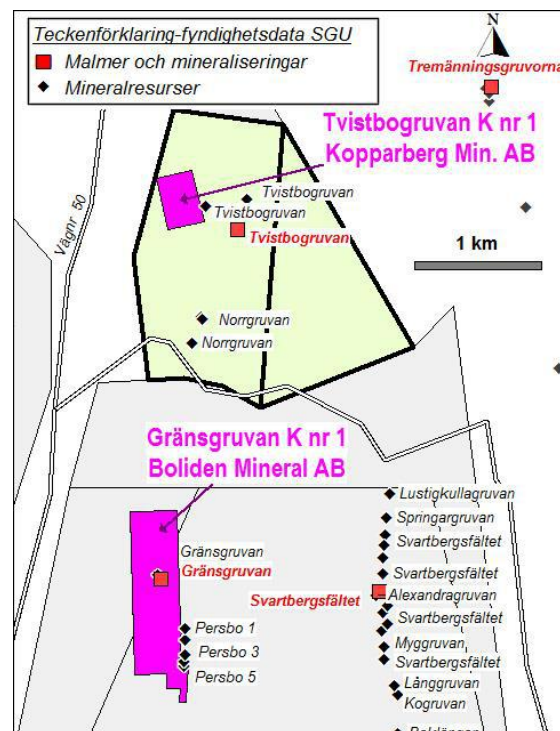 Teckenförklaring-fyndighetsdata SGU
Malmer och mineraliseringar
Mineralresurser
N
Tremänningsgruvorna
Tvistbogruvan K nr 1
Kopparberg Min. AB
Vägnr 50
Tvistbogruvan
Tvistbogruvan
Tvistbogruvan
1 km
Norrgruvan
Norrgruvan
Gränsgruvan K nr 1
Boliden Mineral AB
Lustigkullagruvan
Springargruvan
Svartbergsfältet
Gränsgruvan
Gränsgruvan
Svartbergsfältet
Svartbergsfältet
Alexandragruvan
Svartbergsfältet
Persbo 1
Myggruvan
Persbo 3
Svartbergsfältet
Persbo 5
Långgruvan
Kogruvan